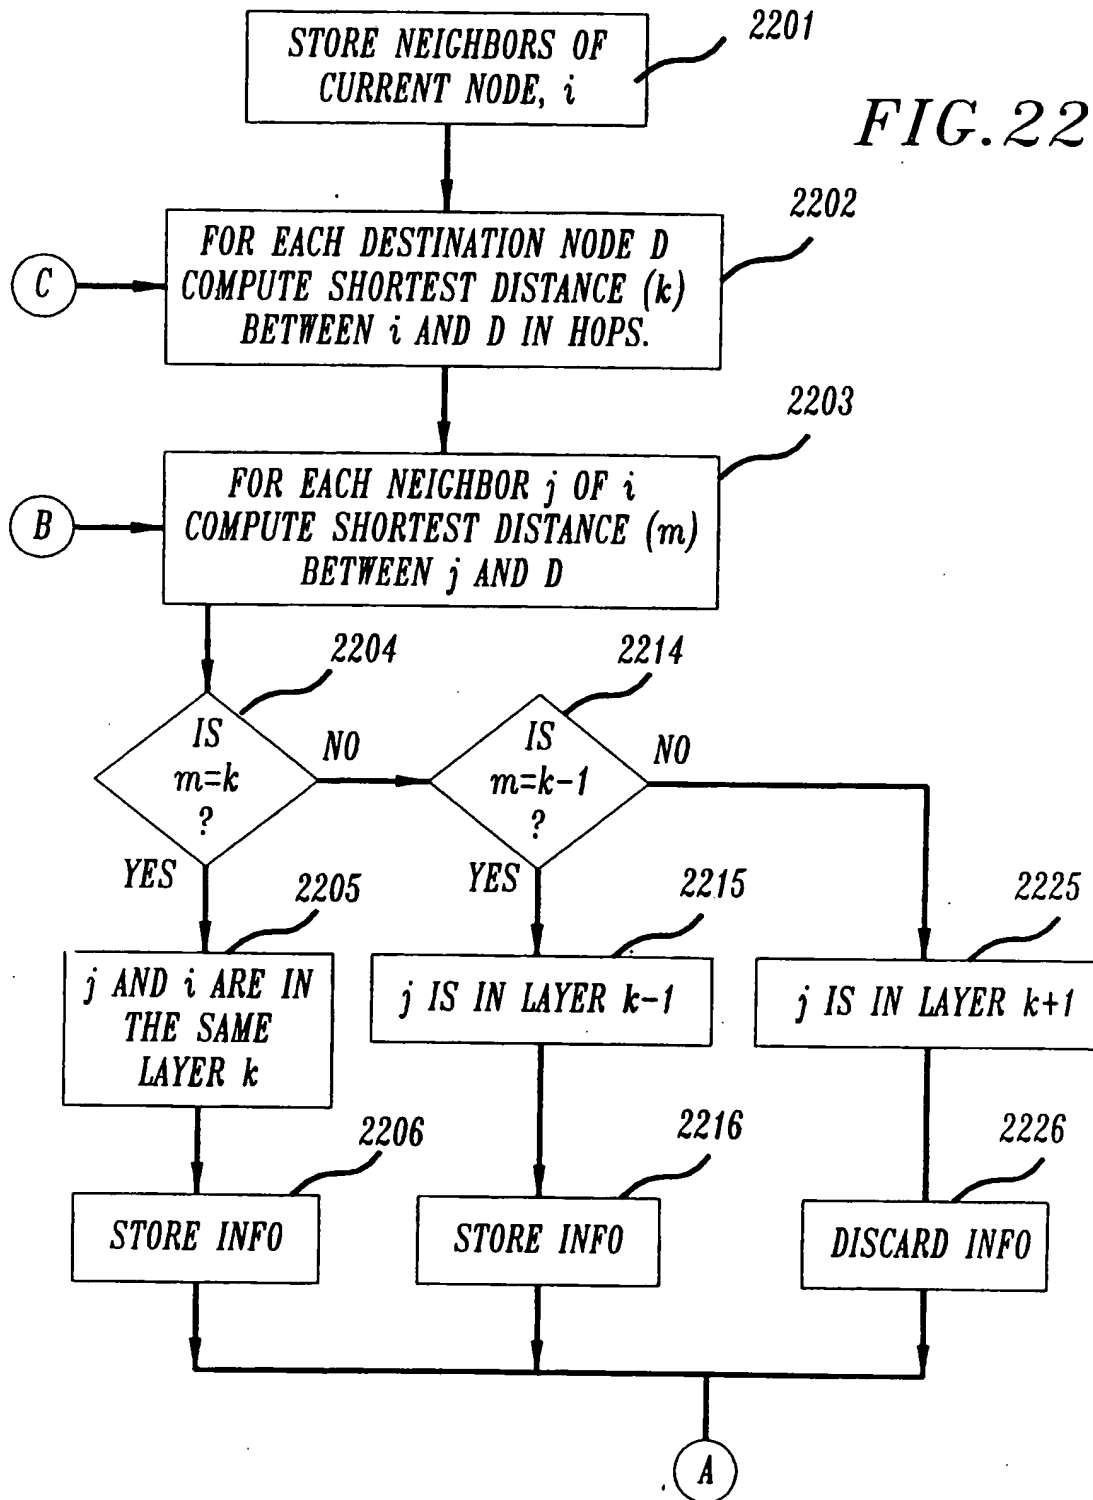 2201
STORE NEIGHBORS OF
CURRENT NODE, i
FIG.22
2202
FOR EACH DESTINATION NODE D
COMPUTE SHORTEST DISTANCE (k)
BETWEEN i AND D IN HOPS.
C
2203
FOR EACH NEIGHBOR j OF i
COMPUTE SHORTEST DISTANCE (m)
BETWEEN j AND D
B
2204
IS
m=k
?
NO
YES
2214
IS
m=k-1
?
NO
YES
2205
j AND i ARE IN
THE SAME
LAYER k
2215
j IS IN LAYER k-1
2225
j IS IN LAYER k+1
2206
STORE INFO
2216
STORE INFO
2226
DISCARD INFO
A